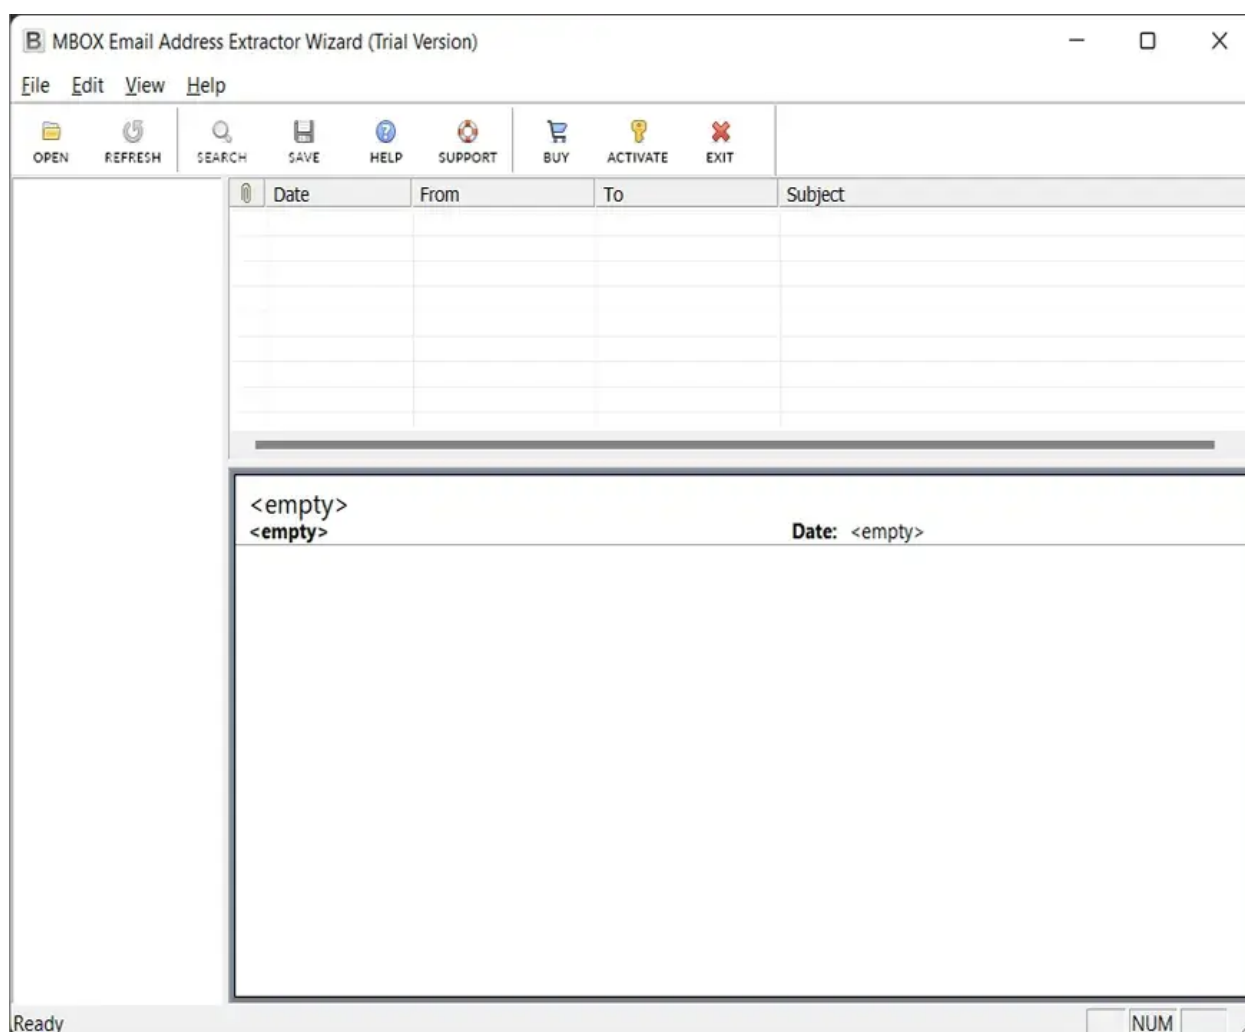 B MBOX Email Address Extractor Wizard (Trial Version)
File Edit View Help
OPEN REFRESH SEARCH SAVE HELP SUPPORT BUY ACTIVATE EXIT
Date From To Subject
<empty>
<empty> Date: <empty>
Ready NUM